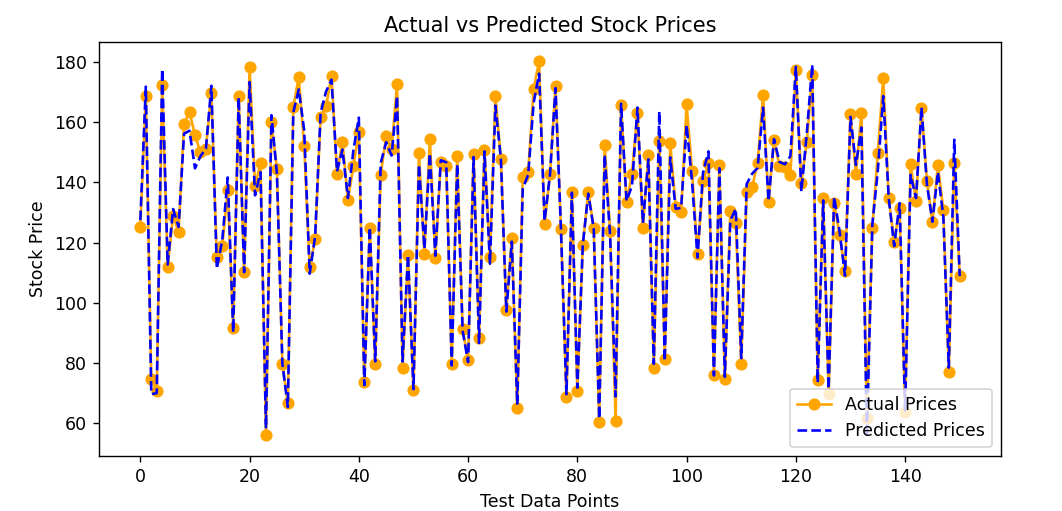 Actual vs Predicted Stock Prices
Stock Price
180
160
140
120
100
80
60
Actual Prices
Predicted Prices
0 20 40 60 80 100 120 140
Test Data Points